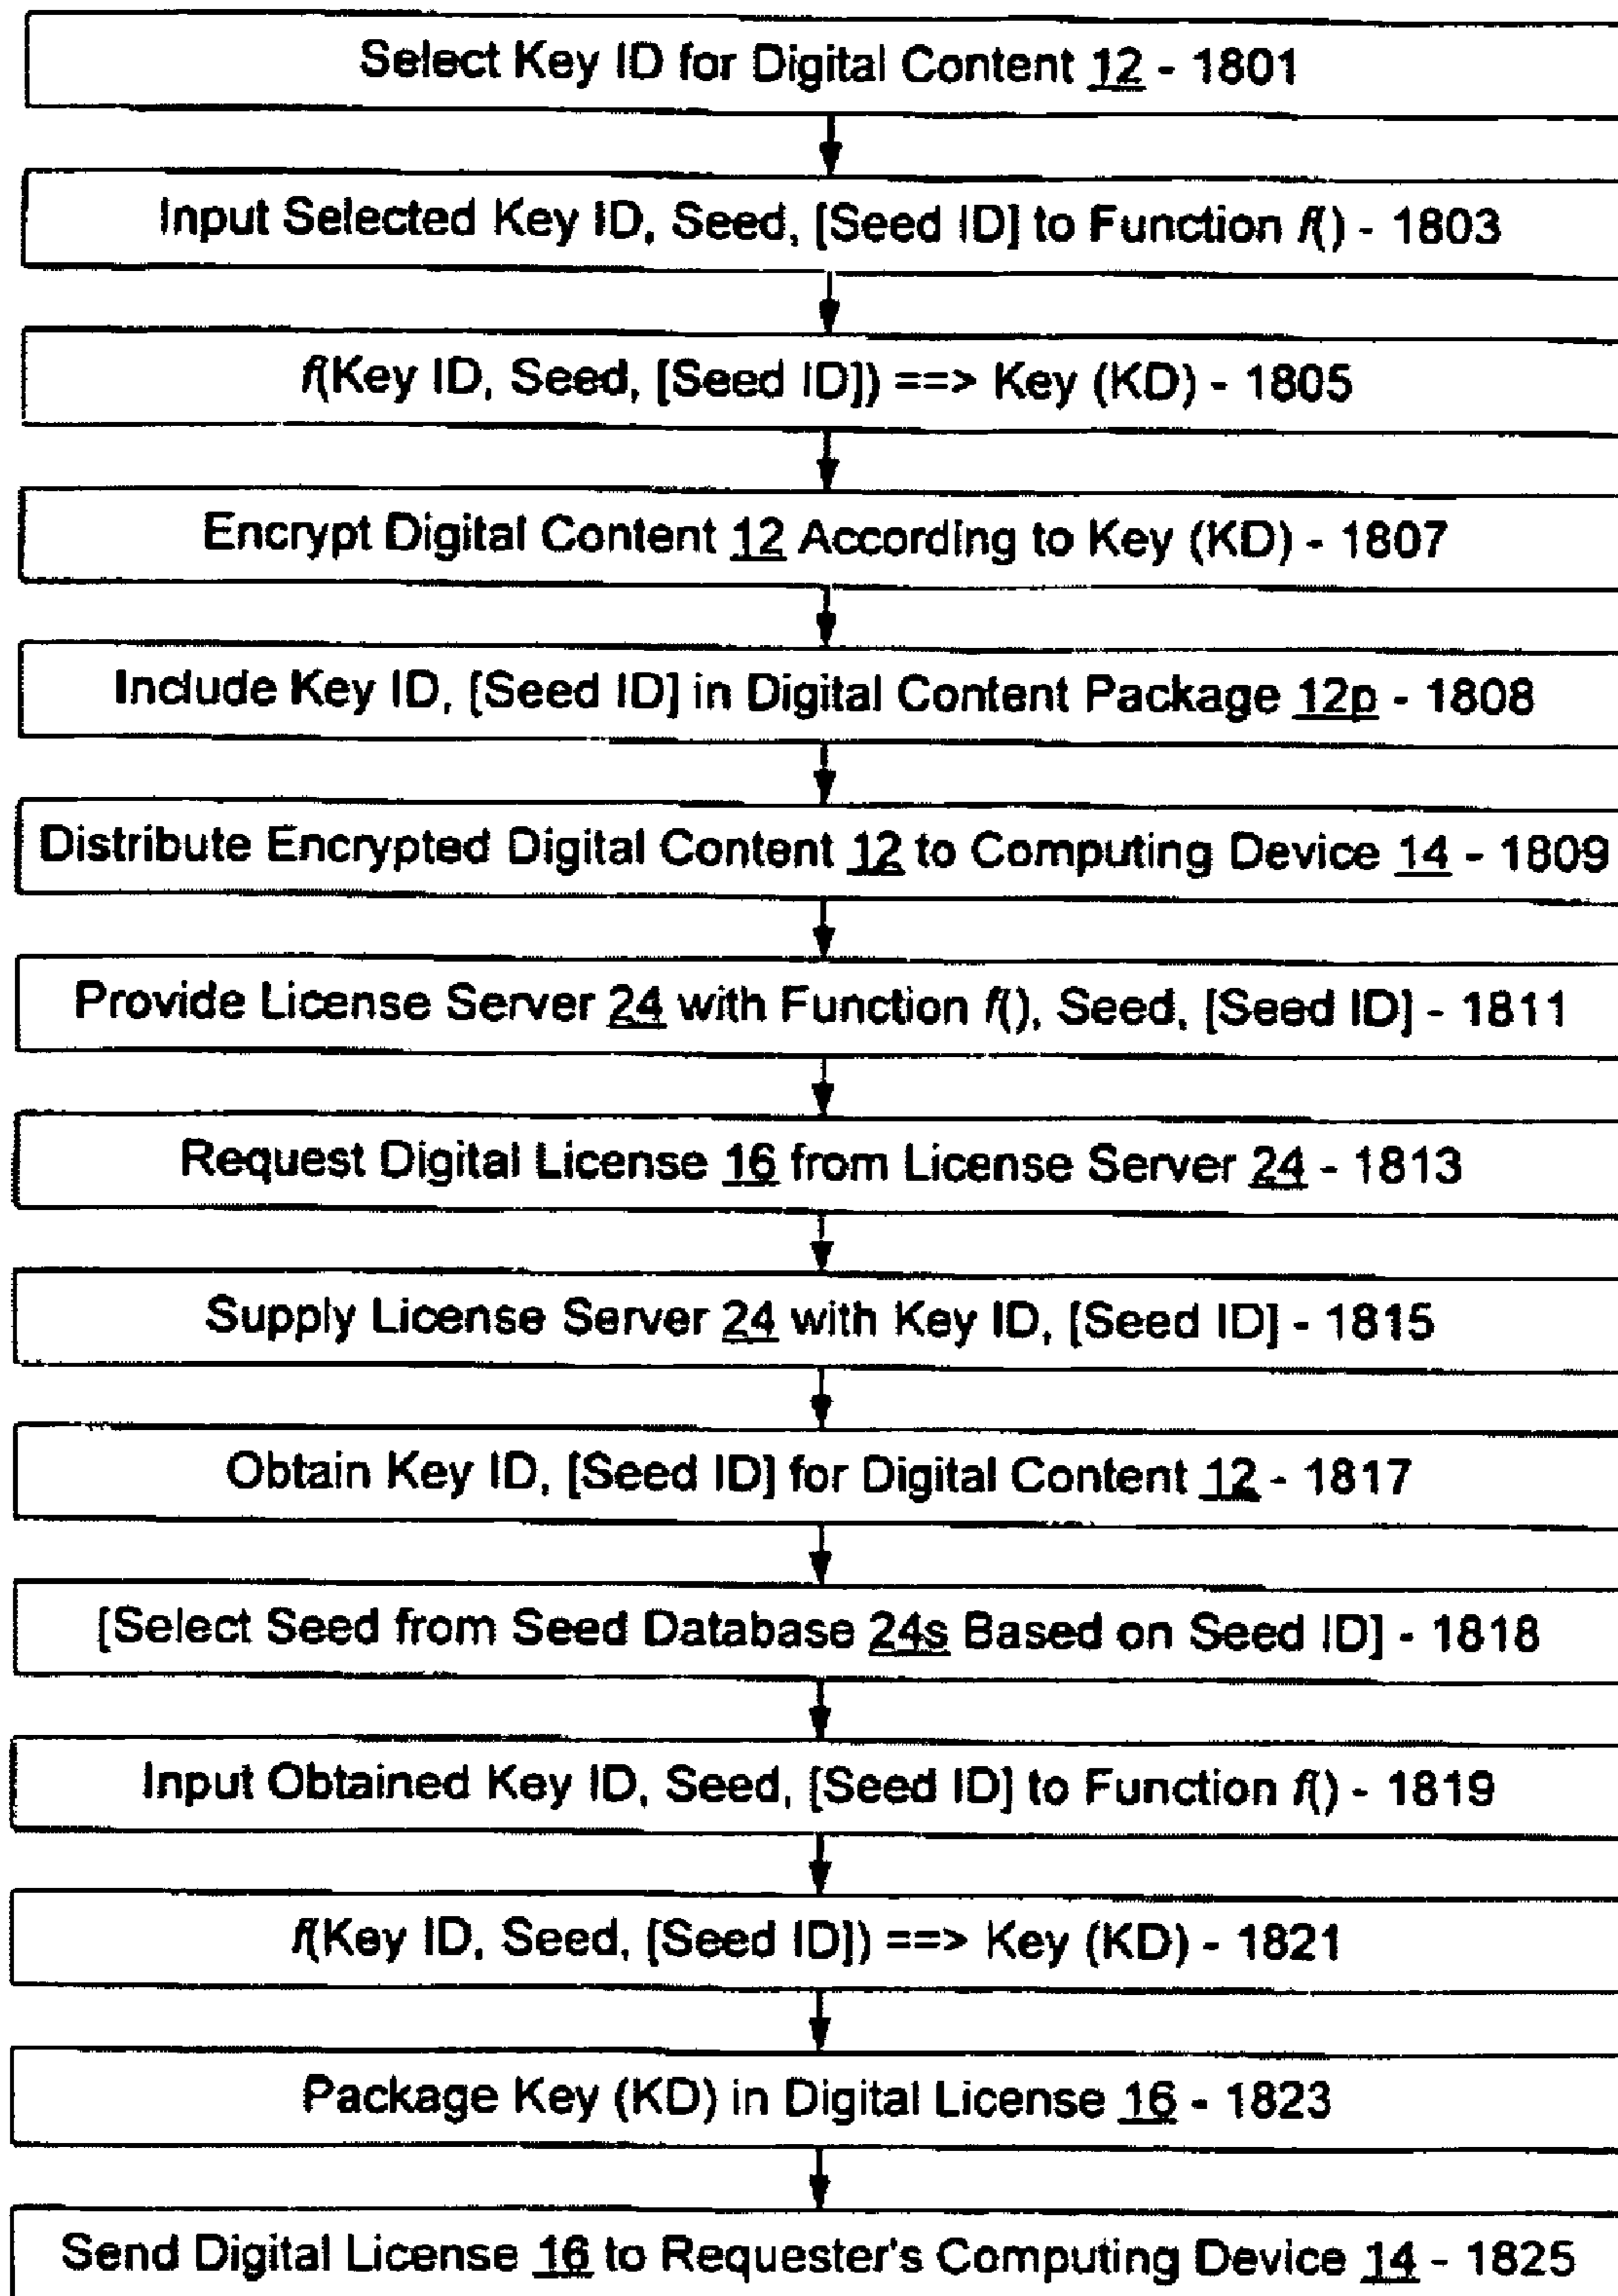 Select Key ID for Digital Content 12 - 1801
Input Selected Key ID, Seed, [Seed ID] to Function f() - 1803
f(Key ID, Seed, [Seed ID]) ==> Key (KD) - 1805
Encrypt Digital Content 12 According to Key (KD) - 1807
Include Key ID, [Seed ID] in Digital Content Package 12p - 1808
Distribute Encrypted Digital Content 12 to Computing Device 14 - 1809
Provide License Server 24 with Function f(), Seed, [Seed ID] - 1811
Request Digital License 16 from License Server 24 - 1813
Supply License Server 24 with Key ID, [Seed ID] - 1815
Obtain Key ID, [Seed ID] for Digital Content 12 - 1817
[Select Seed from Seed Database 24s Based on Seed ID] - 1818
Input Obtained Key ID, Seed, [Seed ID] to Function f() - 1819
f(Key ID, Seed, [Seed ID]) ==> Key (KD) - 1821
Package Key (KD) in Digital License 16 - 1823
Send Digital License 16 to Requester's Computing Device 14 - 1825